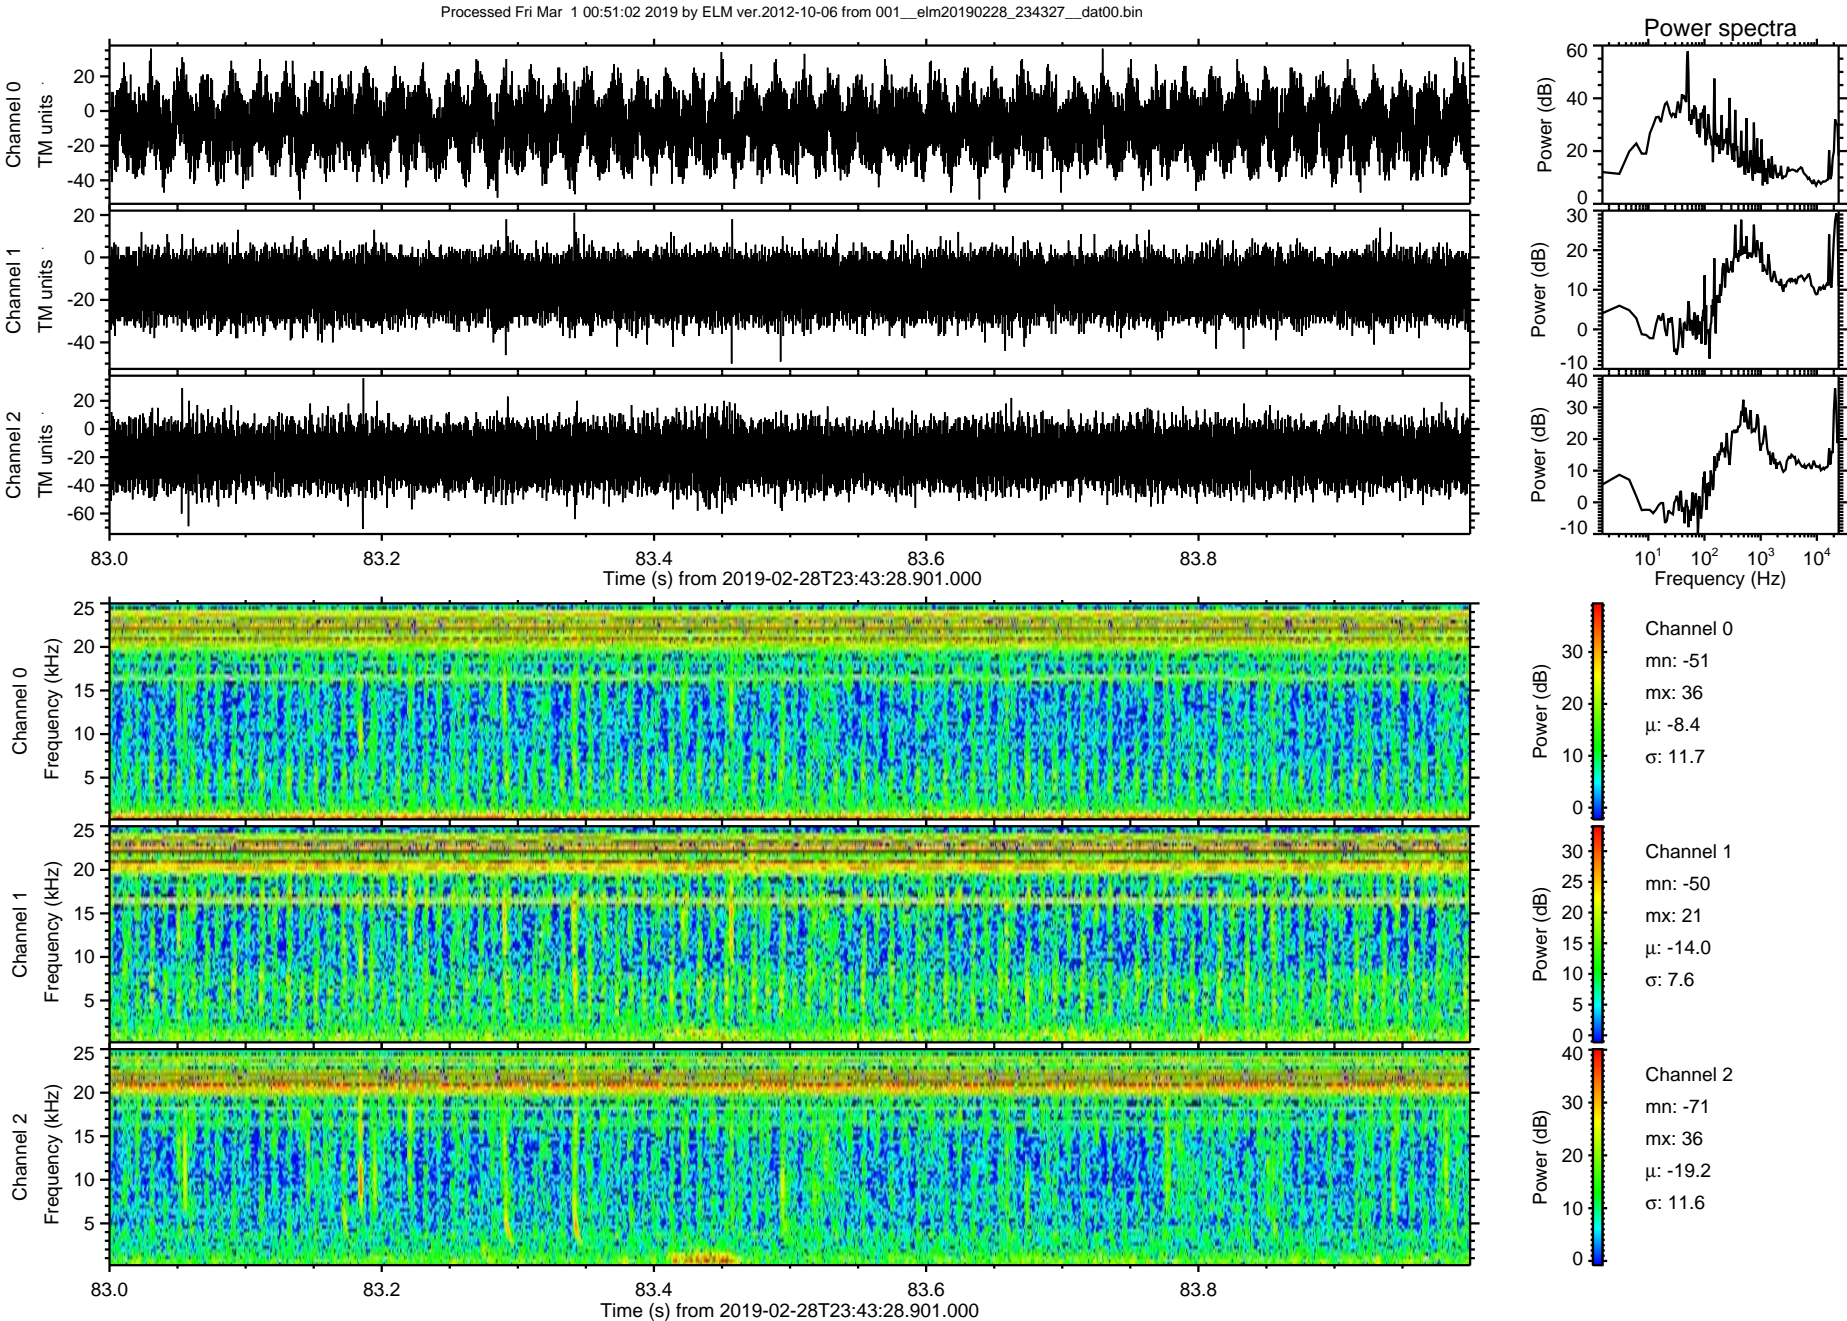 Processed Fri Mar  1 00:51:02 2019 by ELM ver.2012-10-06 from 001__elm20190228_234327__dat00.bin
Power spectra
Channel 0
TM units
20
0
-20
-40
Power (dB)
60
40
20
0
Channel 1
TM units
20
0
-20
-40
Power (dB)
30
20
10
0
-10
Channel 2
TM units
20
0
-20
-40
-60
Power (dB)
40
30
20
10
0
-10
83.0 83.2 83.4 83.6 83.8
Time (s) from 2019-02-28T23:43:28.901.000
10^1 10^2 10^3 10^4
Frequency (Hz)
Channel 0
Frequency (kHz)
25
20
15
10
5
Power (dB)
30
20
10
0
Channel 0
mn: -51
mx: 36
μ: -8.4
σ: 11.7
Channel 1
Frequency (kHz)
25
20
15
10
5
Power (dB)
30
25
20
15
10
5
0
Channel 1
mn: -50
mx: 21
μ: -14.0
σ: 7.6
Channel 2
Frequency (kHz)
25
20
15
10
5
Power (dB)
40
30
20
10
0
Channel 2
mn: -71
mx: 36
μ: -19.2
σ: 11.6
83.0 83.2 83.4 83.6 83.8
Time (s) from 2019-02-28T23:43:28.901.000